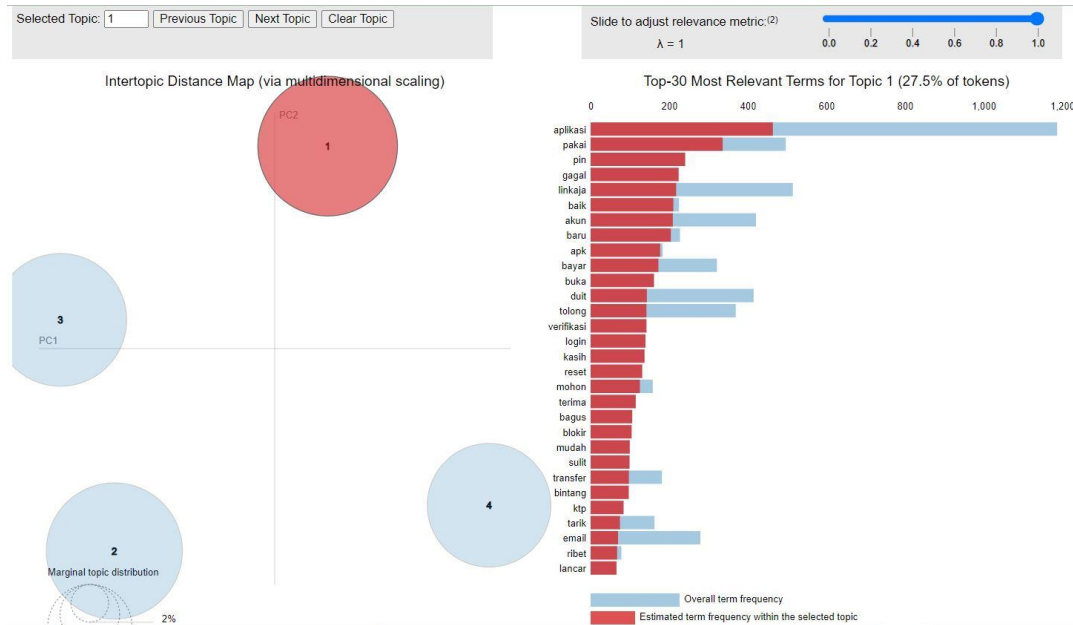 Selected Topic: 1 Previous Topic Next Topic Clear Topic
Slide to adjust relevance metric:(2)
λ = 1
0.0 0.2 0.4 0.6 0.8 1.0
Intertopic Distance Map (via multidimensional scaling)
PC2
1
3
PC1
4
2
Marginal topic distribution
2%
Top-30 Most Relevant Terms for Topic 1 (27.5% of tokens)
0 200 400 600 800 1,000 1,200
aplikasi
pakai
pin
gagal
linkaja
baik
akun
baru
apk
bayar
buka
duit
tolong
verifikasi
login
kasih
reset
mohon
terima
bagus
blokir
mudah
sulit
transfer
bintang
ktp
tarik
email
ribet
lancar
Overall term frequency
Estimated term frequency within the selected topic